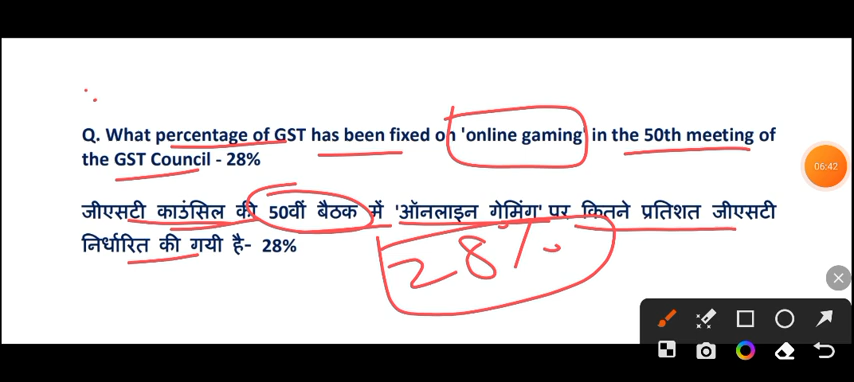 Q. What percentage of GST has been fixed on 'online gaming' in the 50th meeting of
the GST Council - 28%
जीएसटी काउंसिल की 50वीं बैठक में 'ऑनलाइन गेमिंग' पर कितने प्रतिशत जीएसटी
निर्धारित की गयी है- 28%
28%
06:42